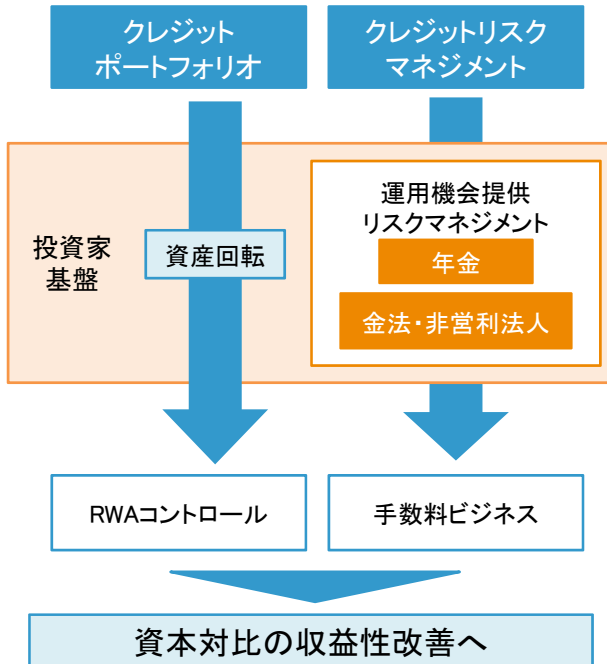 クレジット
ポートフォリオ
クレジットリスク
マネジメント
投資家
基盤
資産回転
運用機会提供
リスクマネジメント
年金
金法・非営利法人
RWAコントロール
手数料ビジネス
資本対比の収益性改善へ